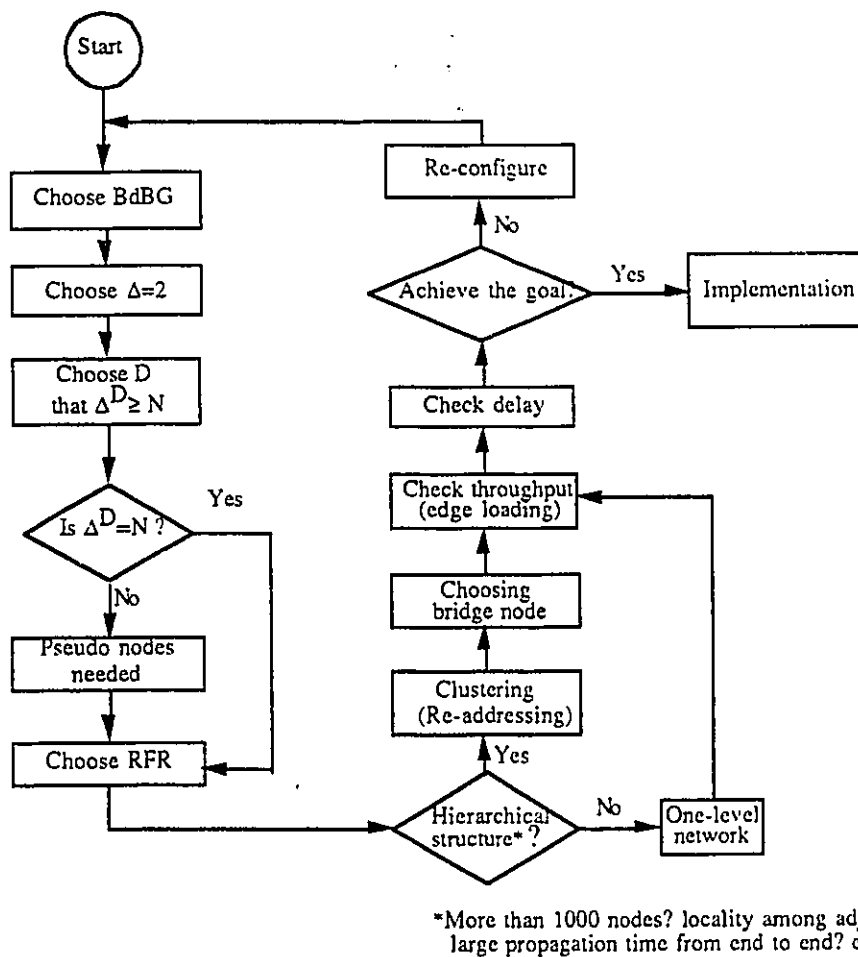 Start
Choose BdBG
Choose Δ=2
Choose D
that Δ^D ≥ N
Is Δ^D=N ?
Yes
No
Pseudo nodes
needed
Choose RFR
Re-configure
No
Achieve the goal?
Yes
Implementation
Check delay
Check throughput
(edge loading)
Choosing
bridge node
Clustering
(Re-addressing)
Yes
Hierarchical
structure* ?
No
One-level
network
*More than 1000 nodes? locality among
large propagation time from end to end?